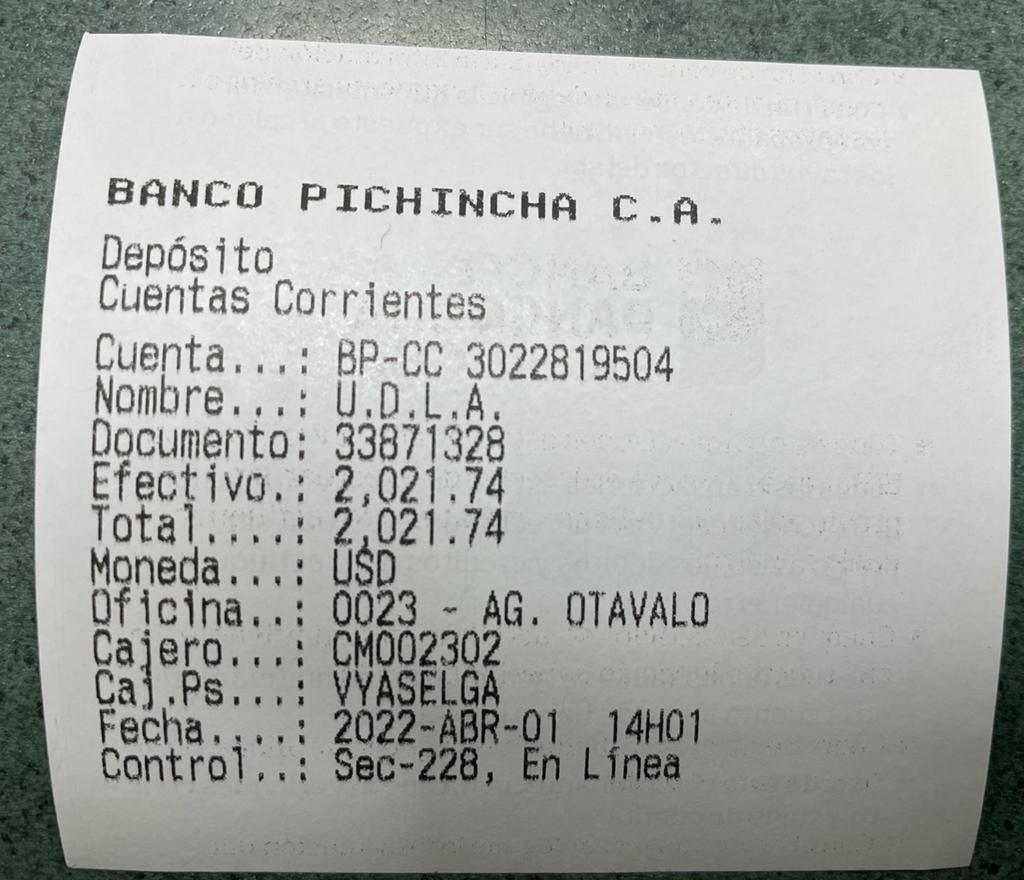 BANCO PICHINCHA C.A.
Depósito
Cuentas Corrientes
Cuenta...: BP-CC 3022819504
Nombre...: U.D.L.A.
Documento: 33871328
Efectivo.: 2,021.74
Total....: 2,021.74
Moneda...: USD
Oficina..: 0023 - AG. OTAVALO
Cajero...: CM002302
Caj.Ps...: VYASELGA
Fecha....: 2022-ABR-01 14H01
Control..: Sec-228, En Línea